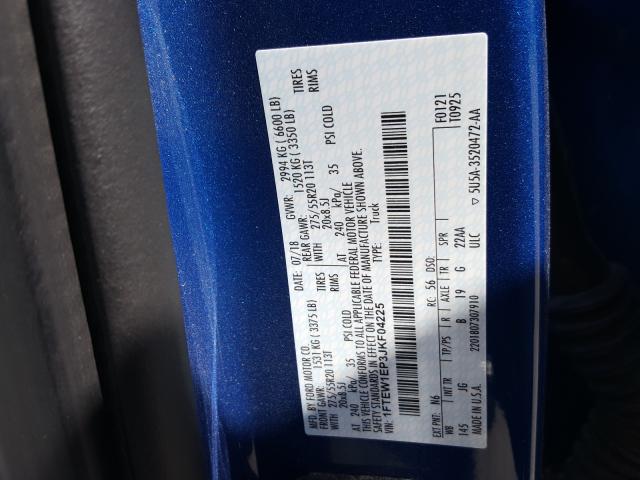 MFD. BY FORD MOTOR CO. DATE: 07/18 GVWR: 2994 KG ( 6600 LB)
FRONT GAWR: 1531 KG ( 3375 LB) REAR GAWR: 1520 KG ( 3350 LB)
WITH 275/55R20 113T TIRES WITH 275/55R20 113T TIRES
20x8.5J RIMS 20x8.5J RIMS
AT 240 kPa/ 35 PSI COLD AT 240 kPa/ 35 PSI COLD
THIS VEHICLE CONFORMS TO ALL APPLICABLE FEDERAL MOTOR VEHICLE
SAFETY STANDARDS IN EFFECT ON THE DATE OF MANUFACTURE SHOWN ABOVE.
VIN: 1FTEW1EP3JKF04225 TYPE: Truck
F0121
T0925
EXT PNT: N6 RC: 56 DSO:
WB INT TR TP/PS R AXLE TR SPR
145 JG B 19 G 22AA
MADE IN U.S.A. 2201807307910 ULC ▽ 5U5A-3520472-AA